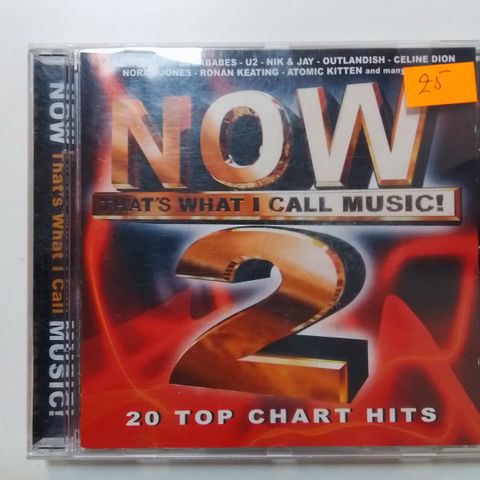 U2 - NIK & JAY - OUTLANDISH - CELINE DION
JONES - RONAN KEATING - ATOMIC KITTEN and many
25
NOW
THAT'S WHAT I CALL MUSIC!
2
20 TOP CHART HITS
NOW That's What I Call MUSIC!